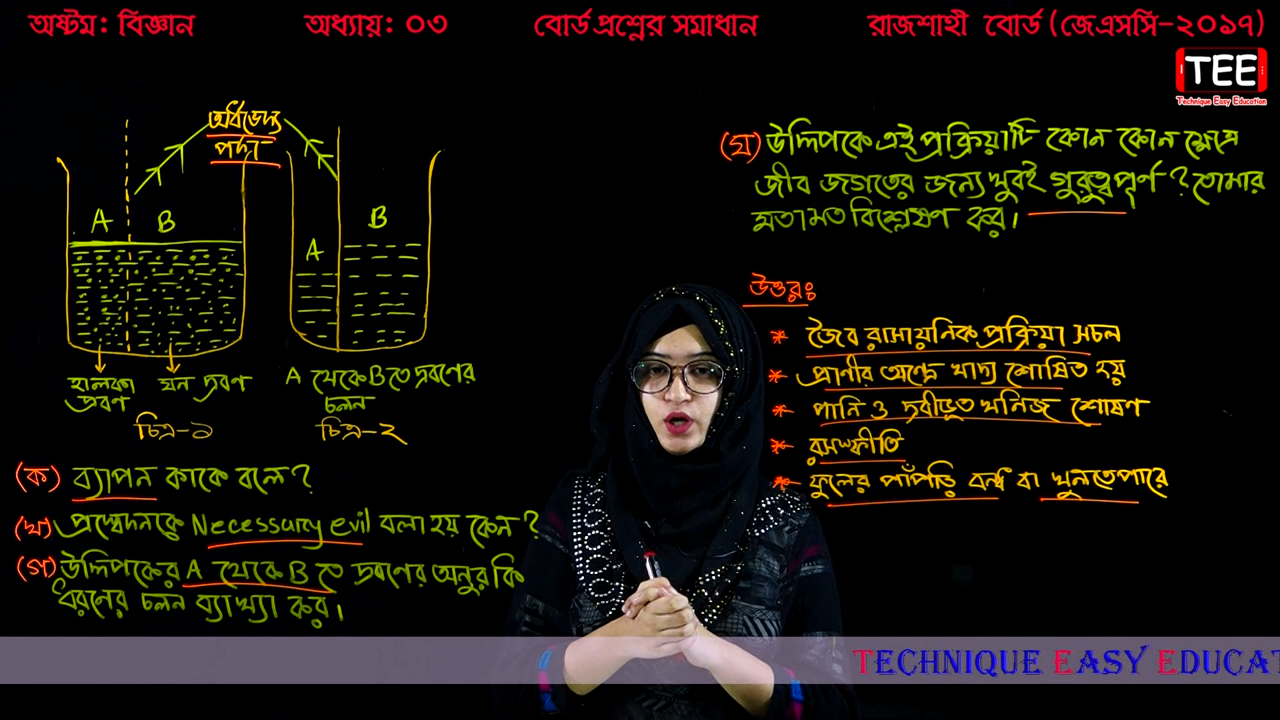 অষ্টম: বিজ্ঞান
অধ্যায়: ০৩
বোর্ড প্রশ্নের সমাধান
রাজশাহী বোর্ড (জেএসসি-২০১৭)
TEE
Technique Easy Education
অর্ধভেদ্য
পর্দা
A B
A B
হালকা
দ্রবণ
ঘন দ্রবণ
চিত্র-১
A থেকে B তে দ্রবণের
চলন
চিত্র-২
(ক) ব্যাপন কাকে বলে?
(খ) প্রস্বেদনকে Necessary evil বলা হয় কেন?
(গ) উদ্দিপকের A থেকে B তে দ্রবণের অনুর কি
ধরণের চলন ব্যাখ্যা কর।
(ঘ) উদ্দিপকে এই প্রক্রিয়াটি কোন কোন ক্ষেত্রে
জীব জগতের জন্য খুবই গুরুত্বপূর্ণ? তোমার
মতামত বিশ্লেষণ কর।
উত্তরঃ
* জৈব রাসায়নিক প্রক্রিয়া সচল
* প্রাণীর অন্ত্রে খাদ্য শোষিত হয়
* পানি ও দ্রবীভূত খনিজ শোষণ
* রসস্ফীতি
* ফুলের পাঁপড়ি বন্ধ বা খুলতে পারে
TECHNIQUE EASY EDUCAT